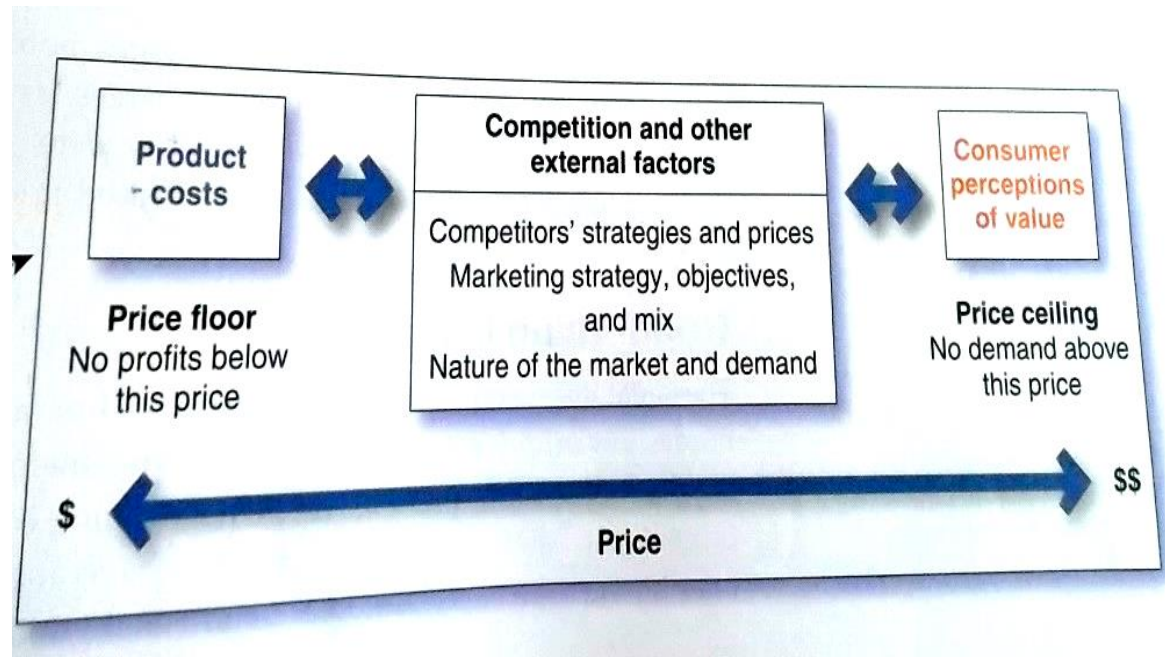 Product
costs
Price floor
No profits below
this price
Competition and other
external factors
Competitors' strategies and prices
Marketing strategy, objectives,
and mix
Nature of the market and demand
Consumer
perceptions
of value
Price ceiling
No demand above
this price
$
$$
Price